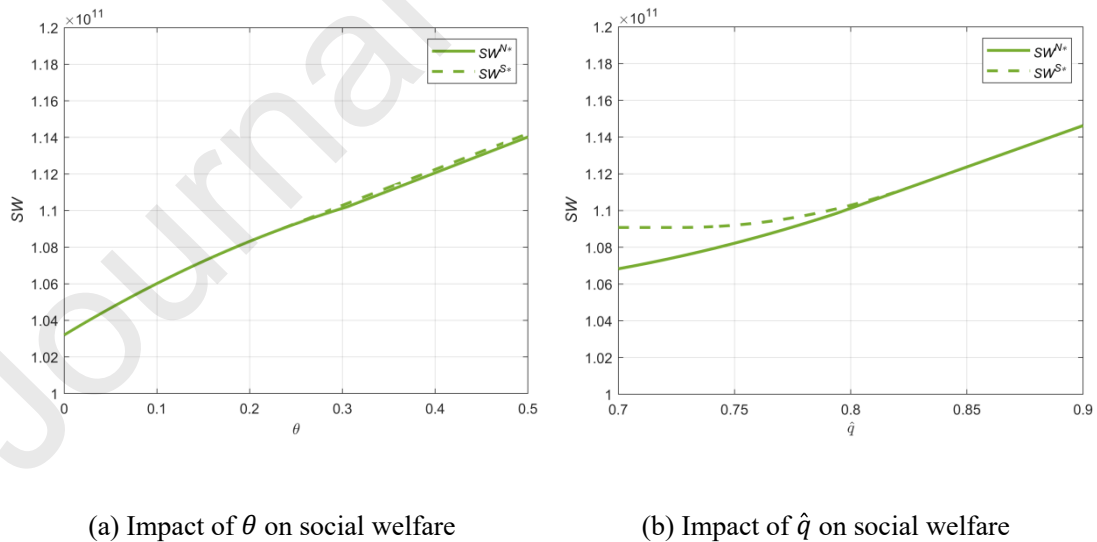 ×10¹¹
1.2
1.18
1.16
1.14
1.12
1.1
1.08
1.06
1.04
1.02
1
SW
0 0.1 0.2 0.3 0.4 0.5
θ
SW^{N*}
SW^{S*}
×10¹¹
1.2
1.18
1.16
1.14
1.12
1.1
1.08
1.06
1.04
1.02
1
SW
0.7 0.75 0.8 0.85 0.9
q̂
SW^{N*}
SW^{S*}
Journal
(a) Impact of θ on social welfare
(b) Impact of q̂ on social welfare